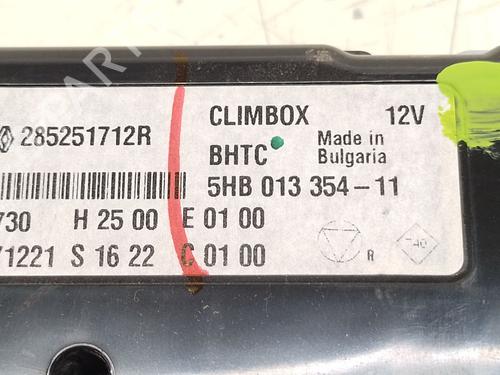 CLIMBOX 12V
285251712R
BHTC Made in Bulgaria
5HB 013 354-11
730 H 25 00 E 01 00
71221 S 16 22 C 01 00
R